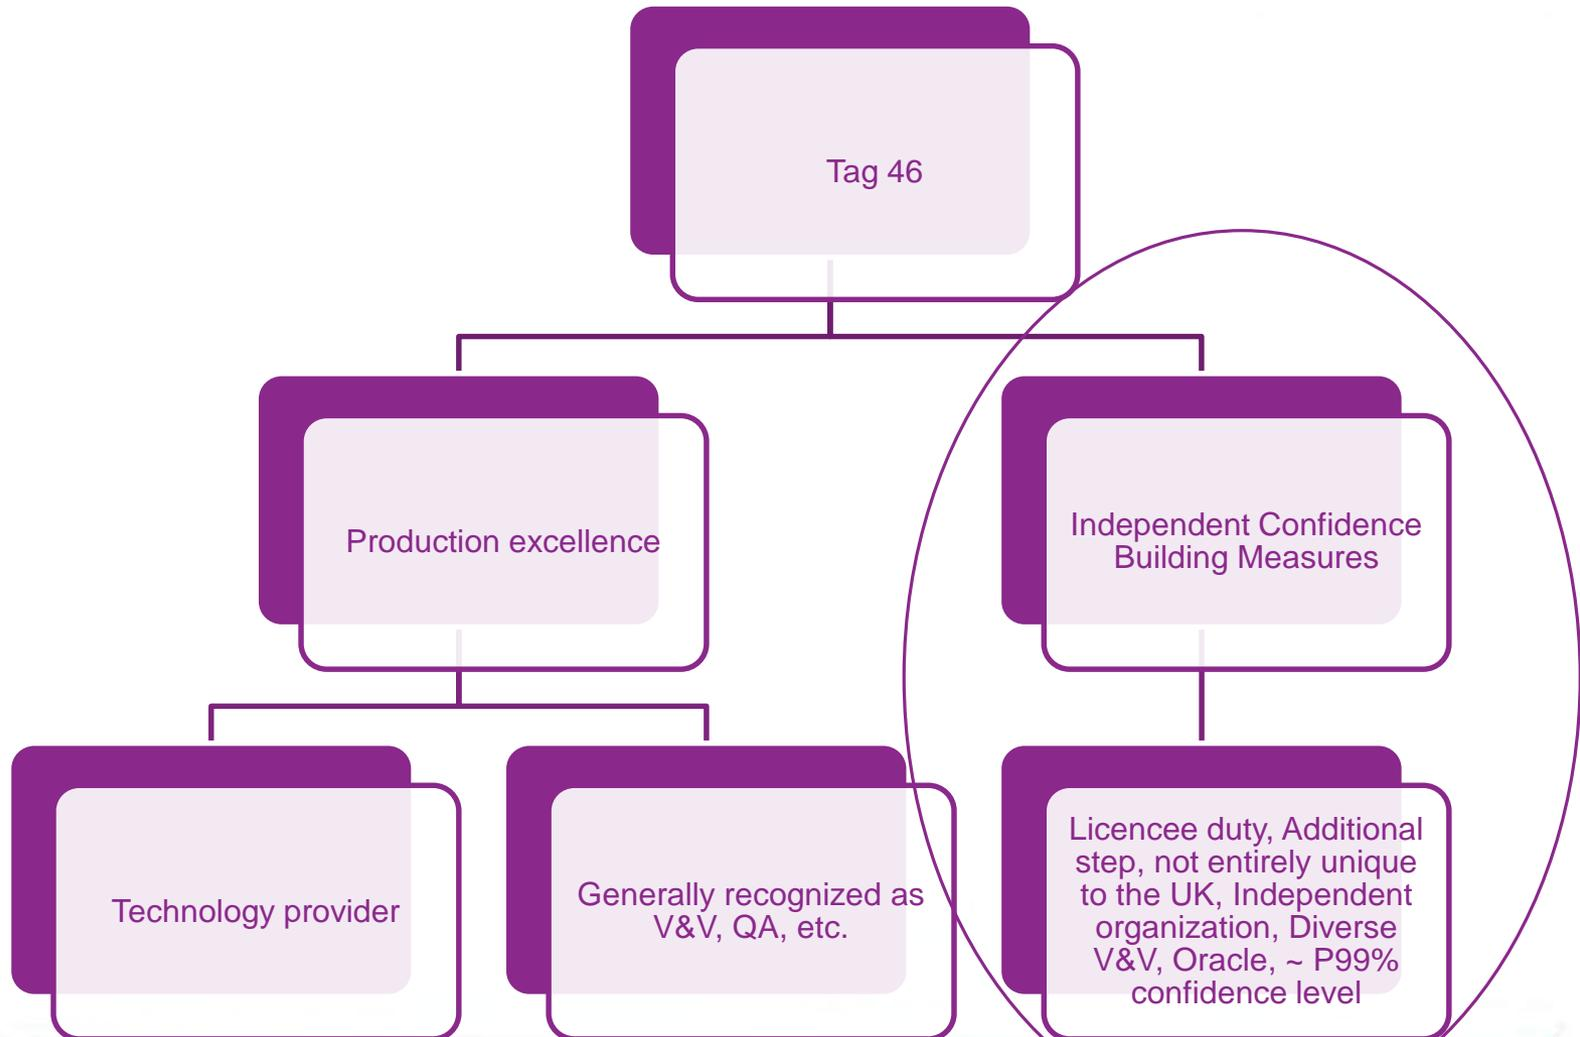 Tag 46
Production excellence
Independent Confidence
Building Measures
Technology provider
Generally recognized as
V&V, QA, etc.
Licencee duty, Additional
step, not entirely unique
to the UK, Independent
organization, Diverse
V&V, Oracle, ~ P99%
confidence level